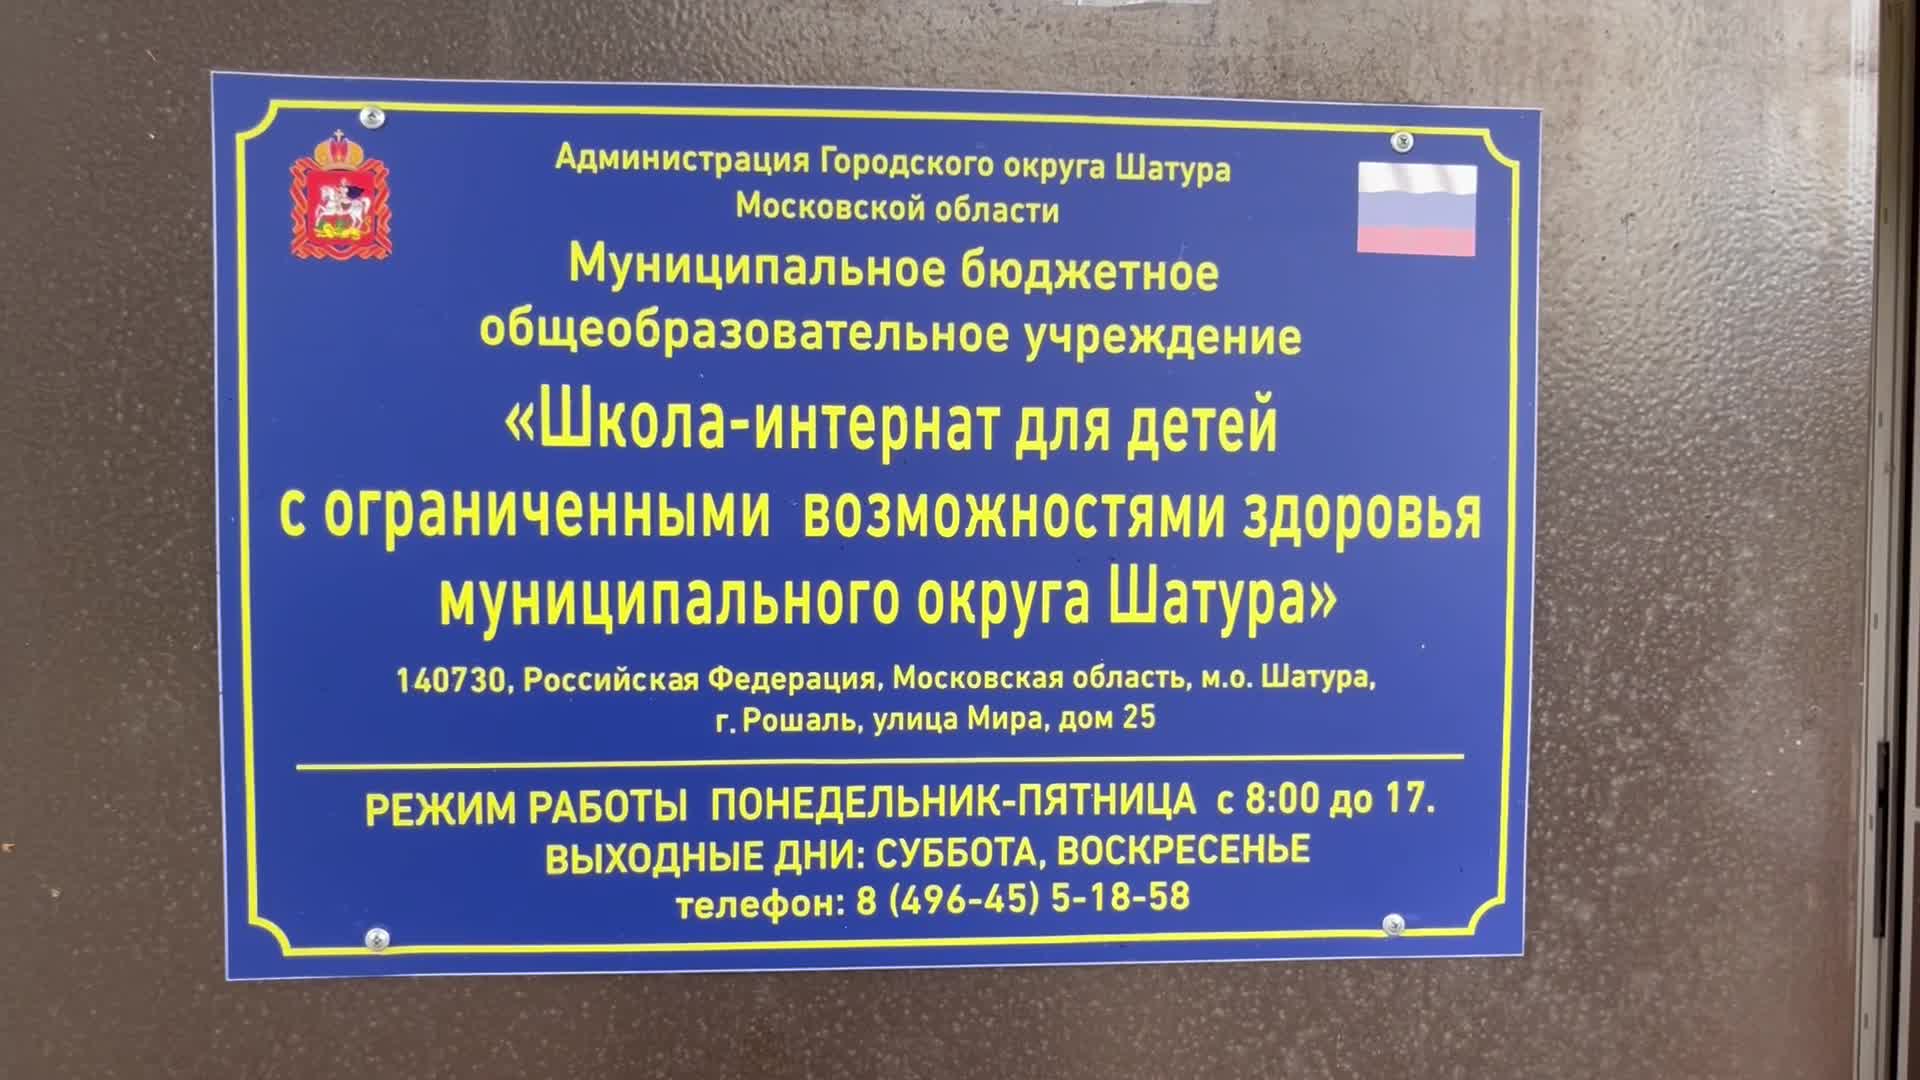 Администрация Городского округа Шатура
Московской области
Муниципальное бюджетное
общеобразовательное учреждение
«Школа-интернат для детей
с ограниченными возможностями здоровья
муниципального округа Шатура»
140730, Российская Федерация, Московская область, м.о. Шатура,
г. Рошаль, улица Мира, дом 25
РЕЖИМ РАБОТЫ ПОНЕДЕЛЬНИК-ПЯТНИЦА с 8:00 до 17.
ВЫХОДНЫЕ ДНИ: СУББОТА, ВОСКРЕСЕНЬЕ
телефон: 8 (496-45) 5-18-58